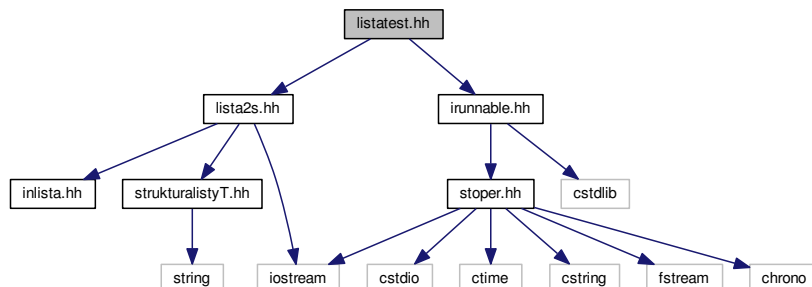 listatest.hh
lista2s.hh
irunnable.hh
inlista.hh
strukturalistyT.hh
stoper.hh
cstdlib
string
iostream
cstdio
ctime
cstring
fstream
chrono